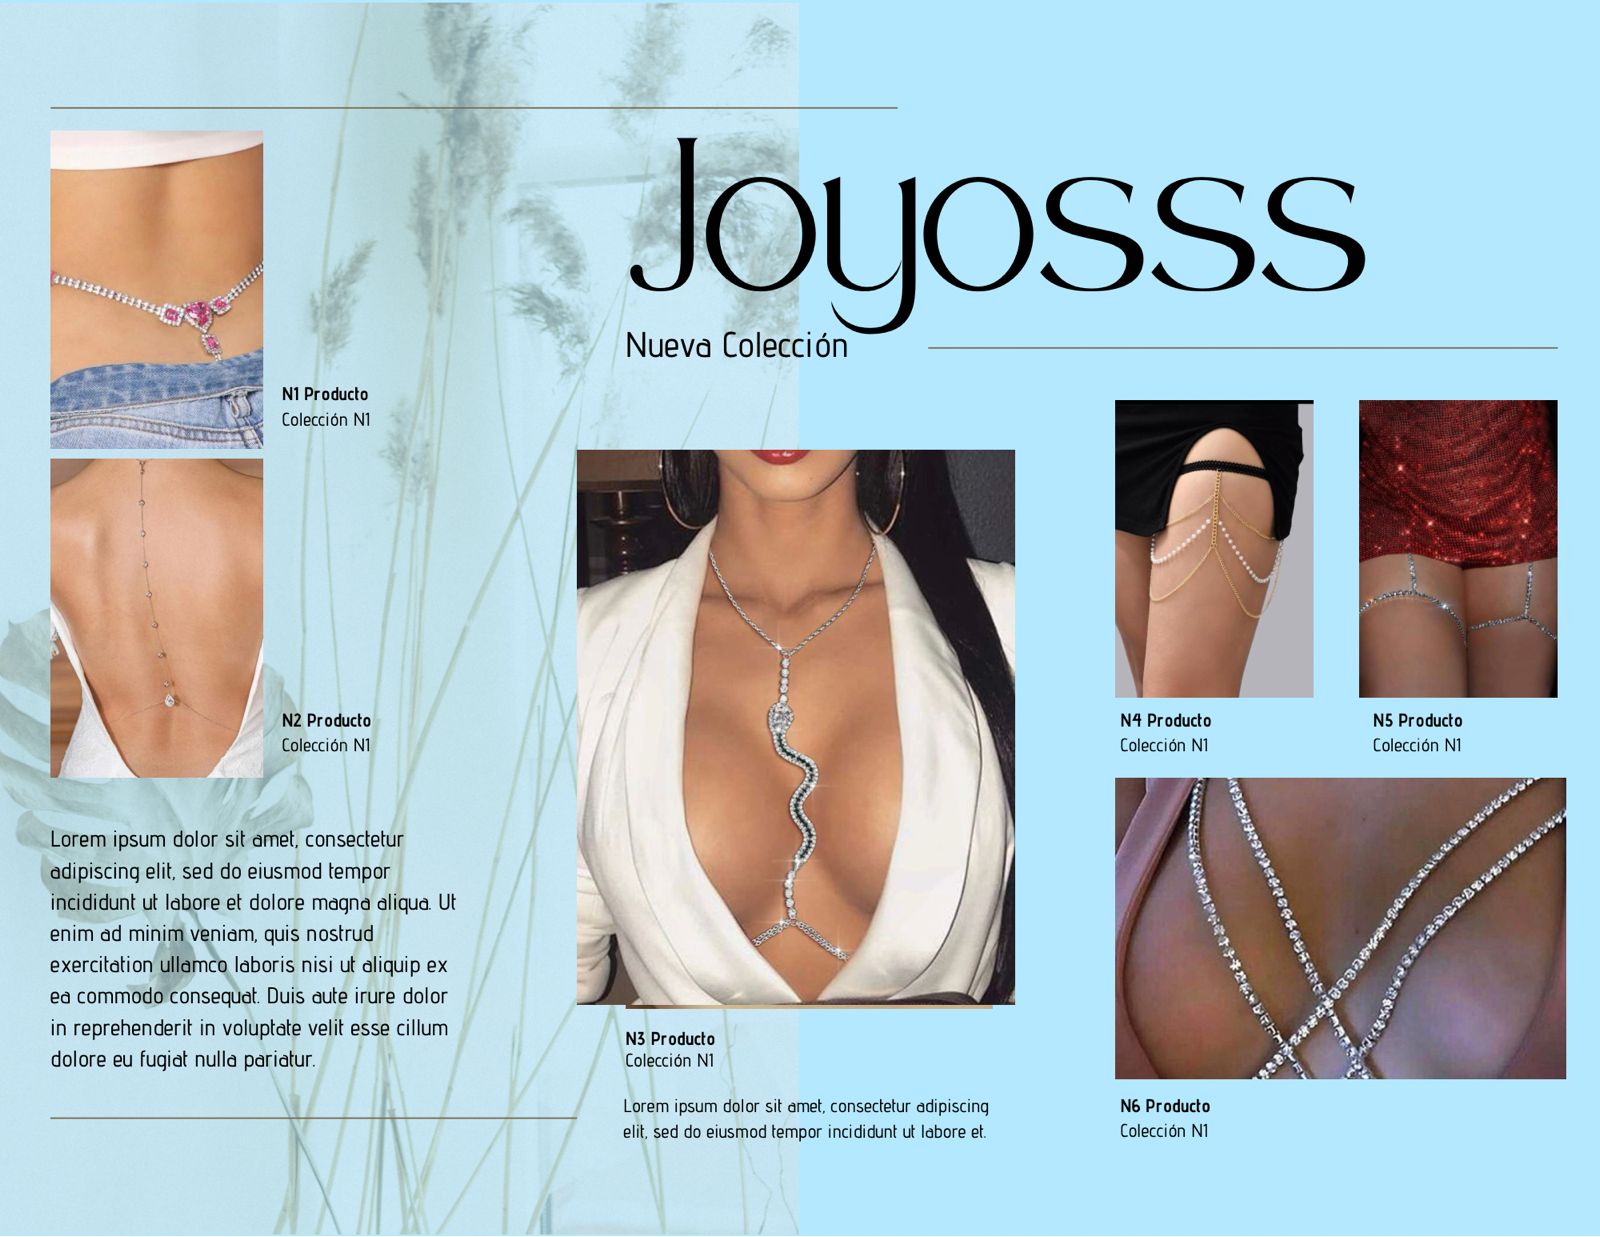 Joyosss
Nueva Colección
N1 Producto
Colección N1
N2 Producto
Colección N1
Lorem ipsum dolor sit amet, consectetur
adipiscing elit, sed do eiusmod tempor
incididunt ut labore et dolore magna aliqua. Ut
enim ad minim veniam, quis nostrud
exercitation ullamco laboris nisi ut aliquip ex
ea commodo consequat. Duis aute irure dolor
in reprehenderit in voluptate velit esse cillum
dolore eu fugiat nulla pariatur.
N3 Producto
Colección N1
Lorem ipsum dolor sit amet, consectetur adipiscing
elit, sed do eiusmod tempor incididunt ut labore et.
N4 Producto
Colección N1
N5 Producto
Colección N1
N6 Producto
Colección N1